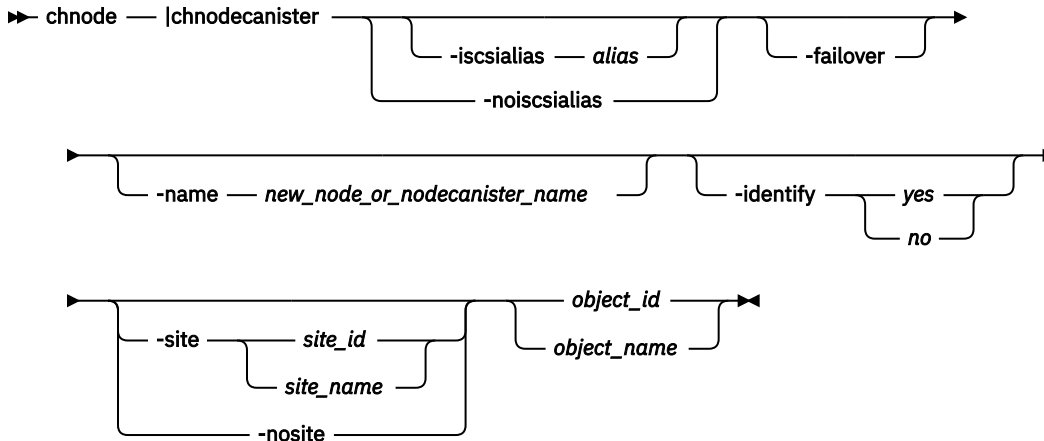 chnode |chnodecanister
-iscsialias alias -failover
-noiscsialias
-name new_node_or_nodecanister_name -identify yes
no
-site site_id object_id
site_name object_name
-nosite